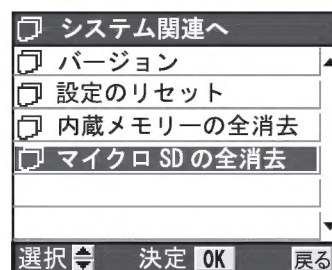 システム関連へ
バージョン
設定のリセット
内蔵メモリーの全消去
マイクロSDの全消去
選択 決定 OK 戻る